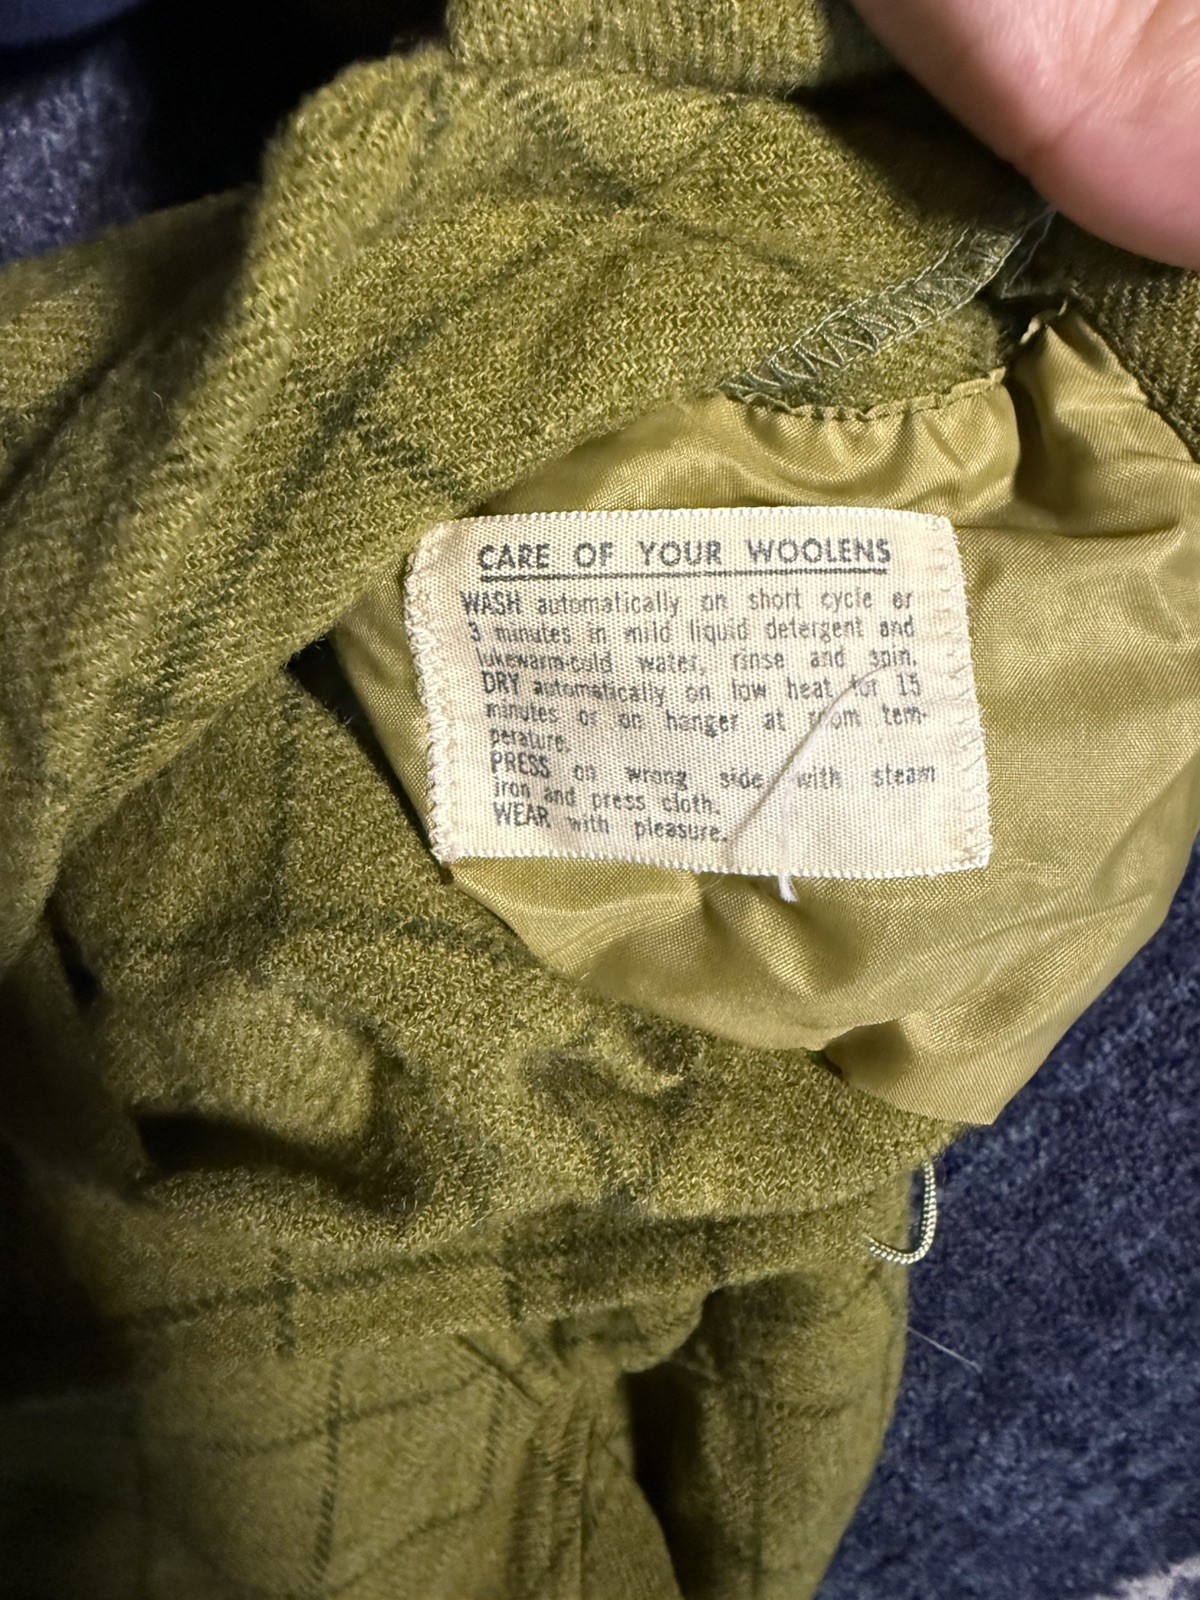 CARE OF YOUR WOOLENS
WASH automatically on short cycle or
3 minutes in mild liquid detergent and
lukewarm-cold water, rinse and spin.
DRY automatically on low heat for 15
minutes or on hanger at room tem-
perature.
PRESS on wrong side with steam
iron and press cloth.
WEAR with pleasure.